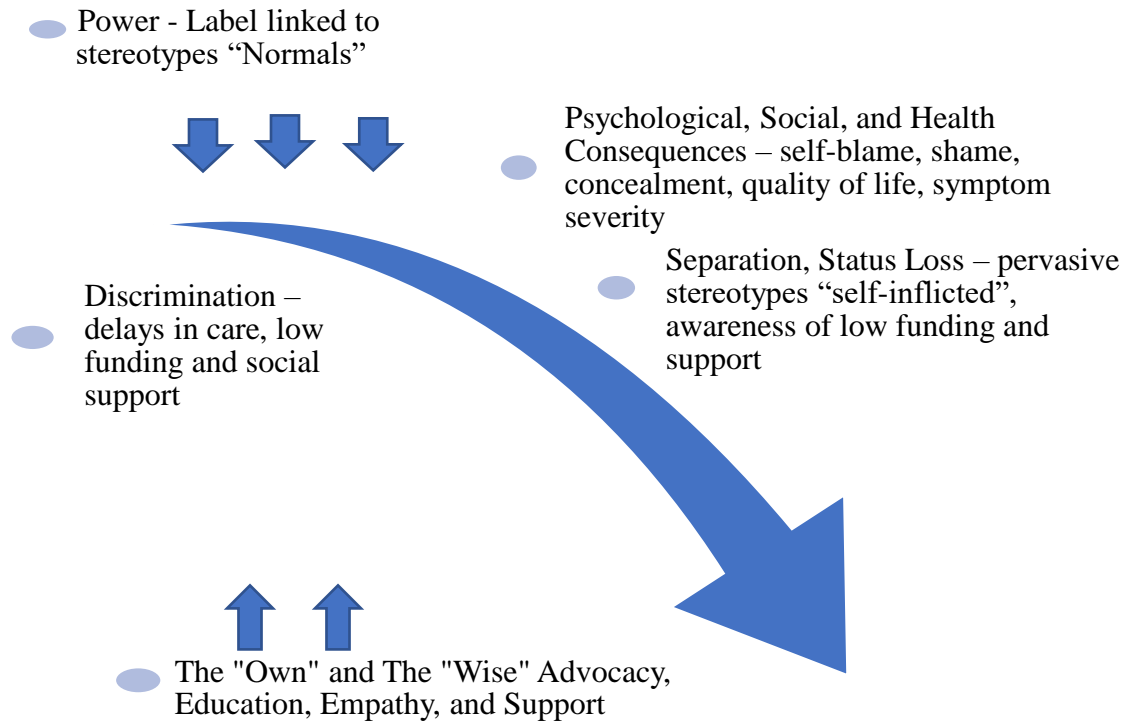 Power - Label linked to
stereotypes “Normals”
Psychological, Social, and Health
Consequences – self-blame, shame,
concealment, quality of life, symptom
severity
Separation, Status Loss – pervasive
stereotypes “self-inflicted”,
awareness of low funding and
support
Discrimination –
delays in care, low
funding and social
support
The "Own" and The "Wise" Advocacy,
Education, Empathy, and Support